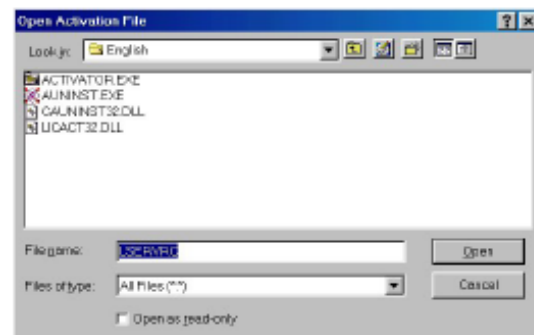 Open Activation File
Look in: English
ACTIVATOR.EXE
AUNINST.EXE
CAUNINST32.DLL
LICACT32.DLL
File name:
Open
Files of type: All Files (*.*)
Cancel
Open as read-only